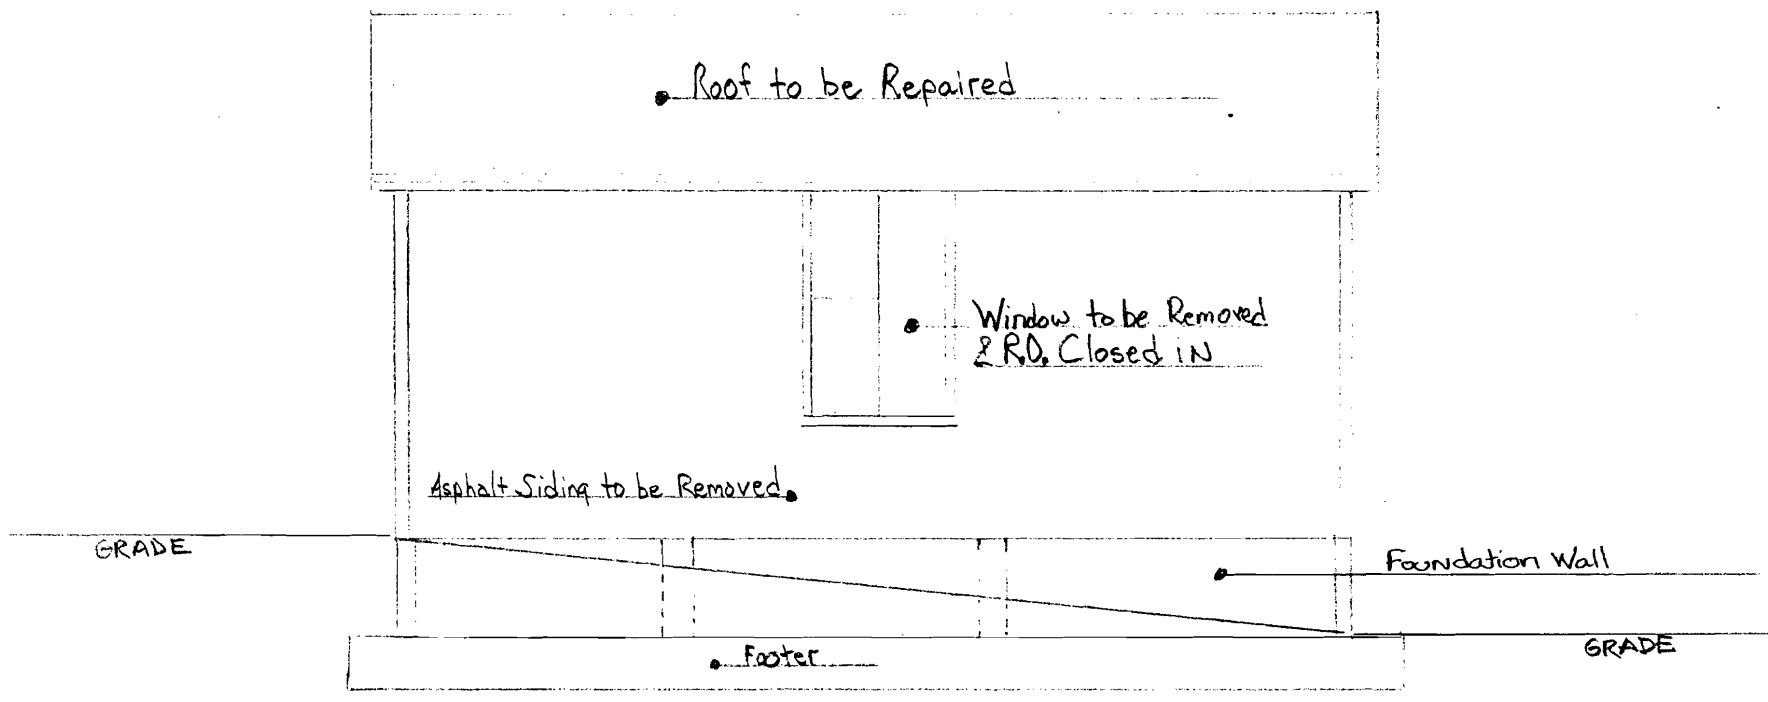 Roof to be Repaired
Window to be Removed
& R.O. Closed iN
Asphalt Siding to be Removed
GRADE
Foundation Wall
GRADE
Footer